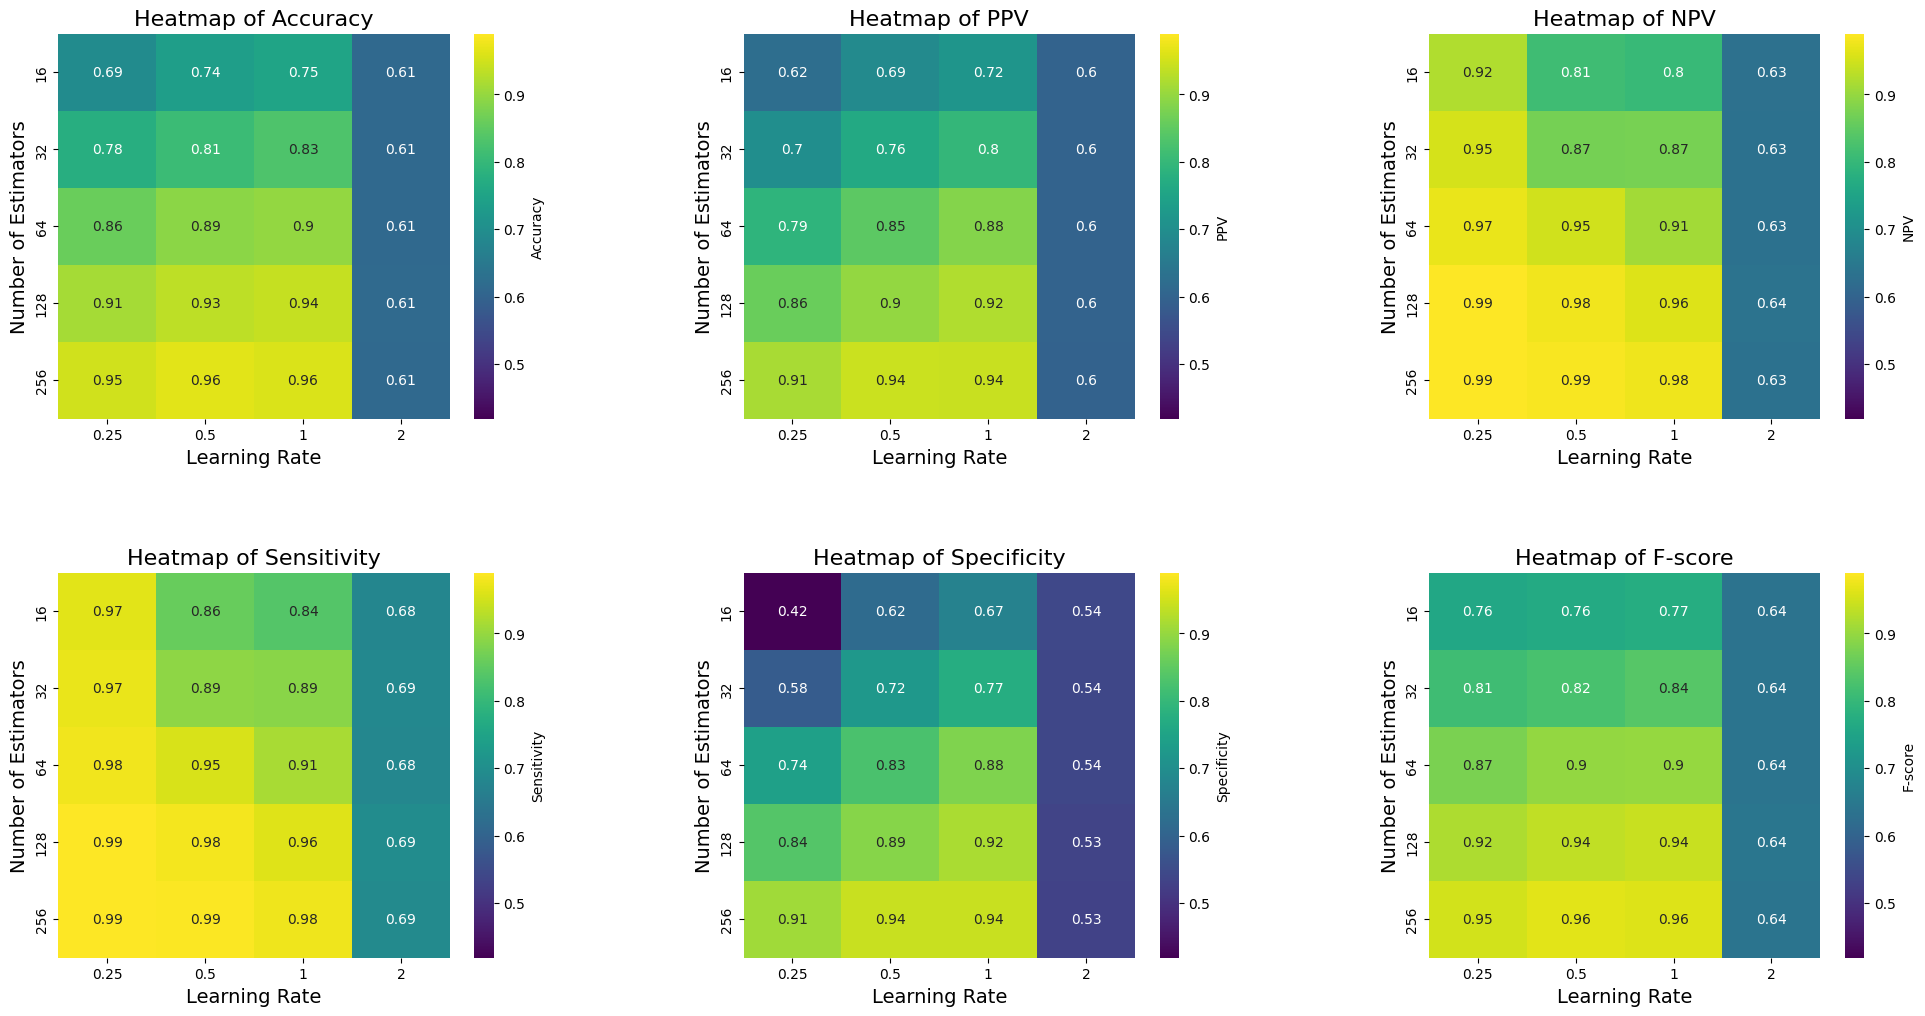 Heatmap of Accuracy
Number of Estimators
16 0.69 0.74 0.75 0.61
32 0.78 0.81 0.83 0.61
64 0.86 0.89 0.9 0.61
128 0.91 0.93 0.94 0.61
256 0.95 0.96 0.96 0.61
0.25 0.5 1 2
Learning Rate
0.9
0.8
0.7
0.6
0.5
Accuracy
Heatmap of PPV
Number of Estimators
16 0.62 0.69 0.72 0.6
32 0.7 0.76 0.8 0.6
64 0.79 0.85 0.88 0.6
128 0.86 0.9 0.92 0.6
256 0.91 0.94 0.94 0.6
0.25 0.5 1 2
Learning Rate
0.9
0.8
0.7
0.6
0.5
PPV
Heatmap of NPV
Number of Estimators
16 0.92 0.81 0.8 0.63
32 0.95 0.87 0.87 0.63
64 0.97 0.95 0.91 0.63
128 0.99 0.98 0.96 0.64
256 0.99 0.99 0.98 0.63
0.25 0.5 1 2
Learning Rate
0.9
0.8
0.7
0.6
0.5
NPV
Heatmap of Sensitivity
Number of Estimators
16 0.97 0.86 0.84 0.68
32 0.97 0.89 0.89 0.69
64 0.98 0.95 0.91 0.68
128 0.99 0.98 0.96 0.69
256 0.99 0.99 0.98 0.69
0.25 0.5 1 2
Learning Rate
0.9
0.8
0.7
0.6
0.5
Sensitivity
Heatmap of Specificity
Number of Estimators
16 0.42 0.62 0.67 0.54
32 0.58 0.72 0.77 0.54
64 0.74 0.83 0.88 0.54
128 0.84 0.89 0.92 0.53
256 0.91 0.94 0.94 0.53
0.25 0.5 1 2
Learning Rate
0.9
0.8
0.7
0.6
0.5
Specificity
Heatmap of F-score
Number of Estimators
16 0.76 0.76 0.77 0.64
32 0.81 0.82 0.84 0.64
64 0.87 0.9 0.9 0.64
128 0.92 0.94 0.94 0.64
256 0.95 0.96 0.96 0.64
0.25 0.5 1 2
Learning Rate
0.9
0.8
0.7
0.6
0.5
F-score